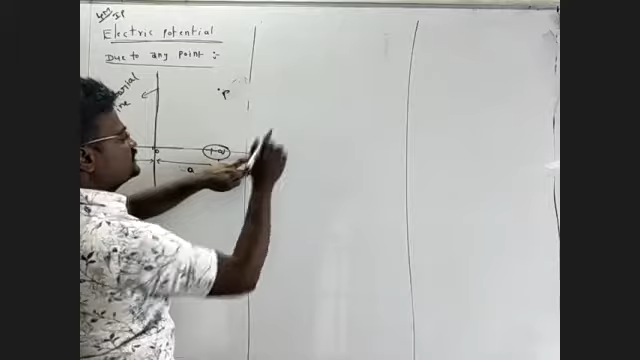 Electric potential
Due to any point :-
P
+q
a